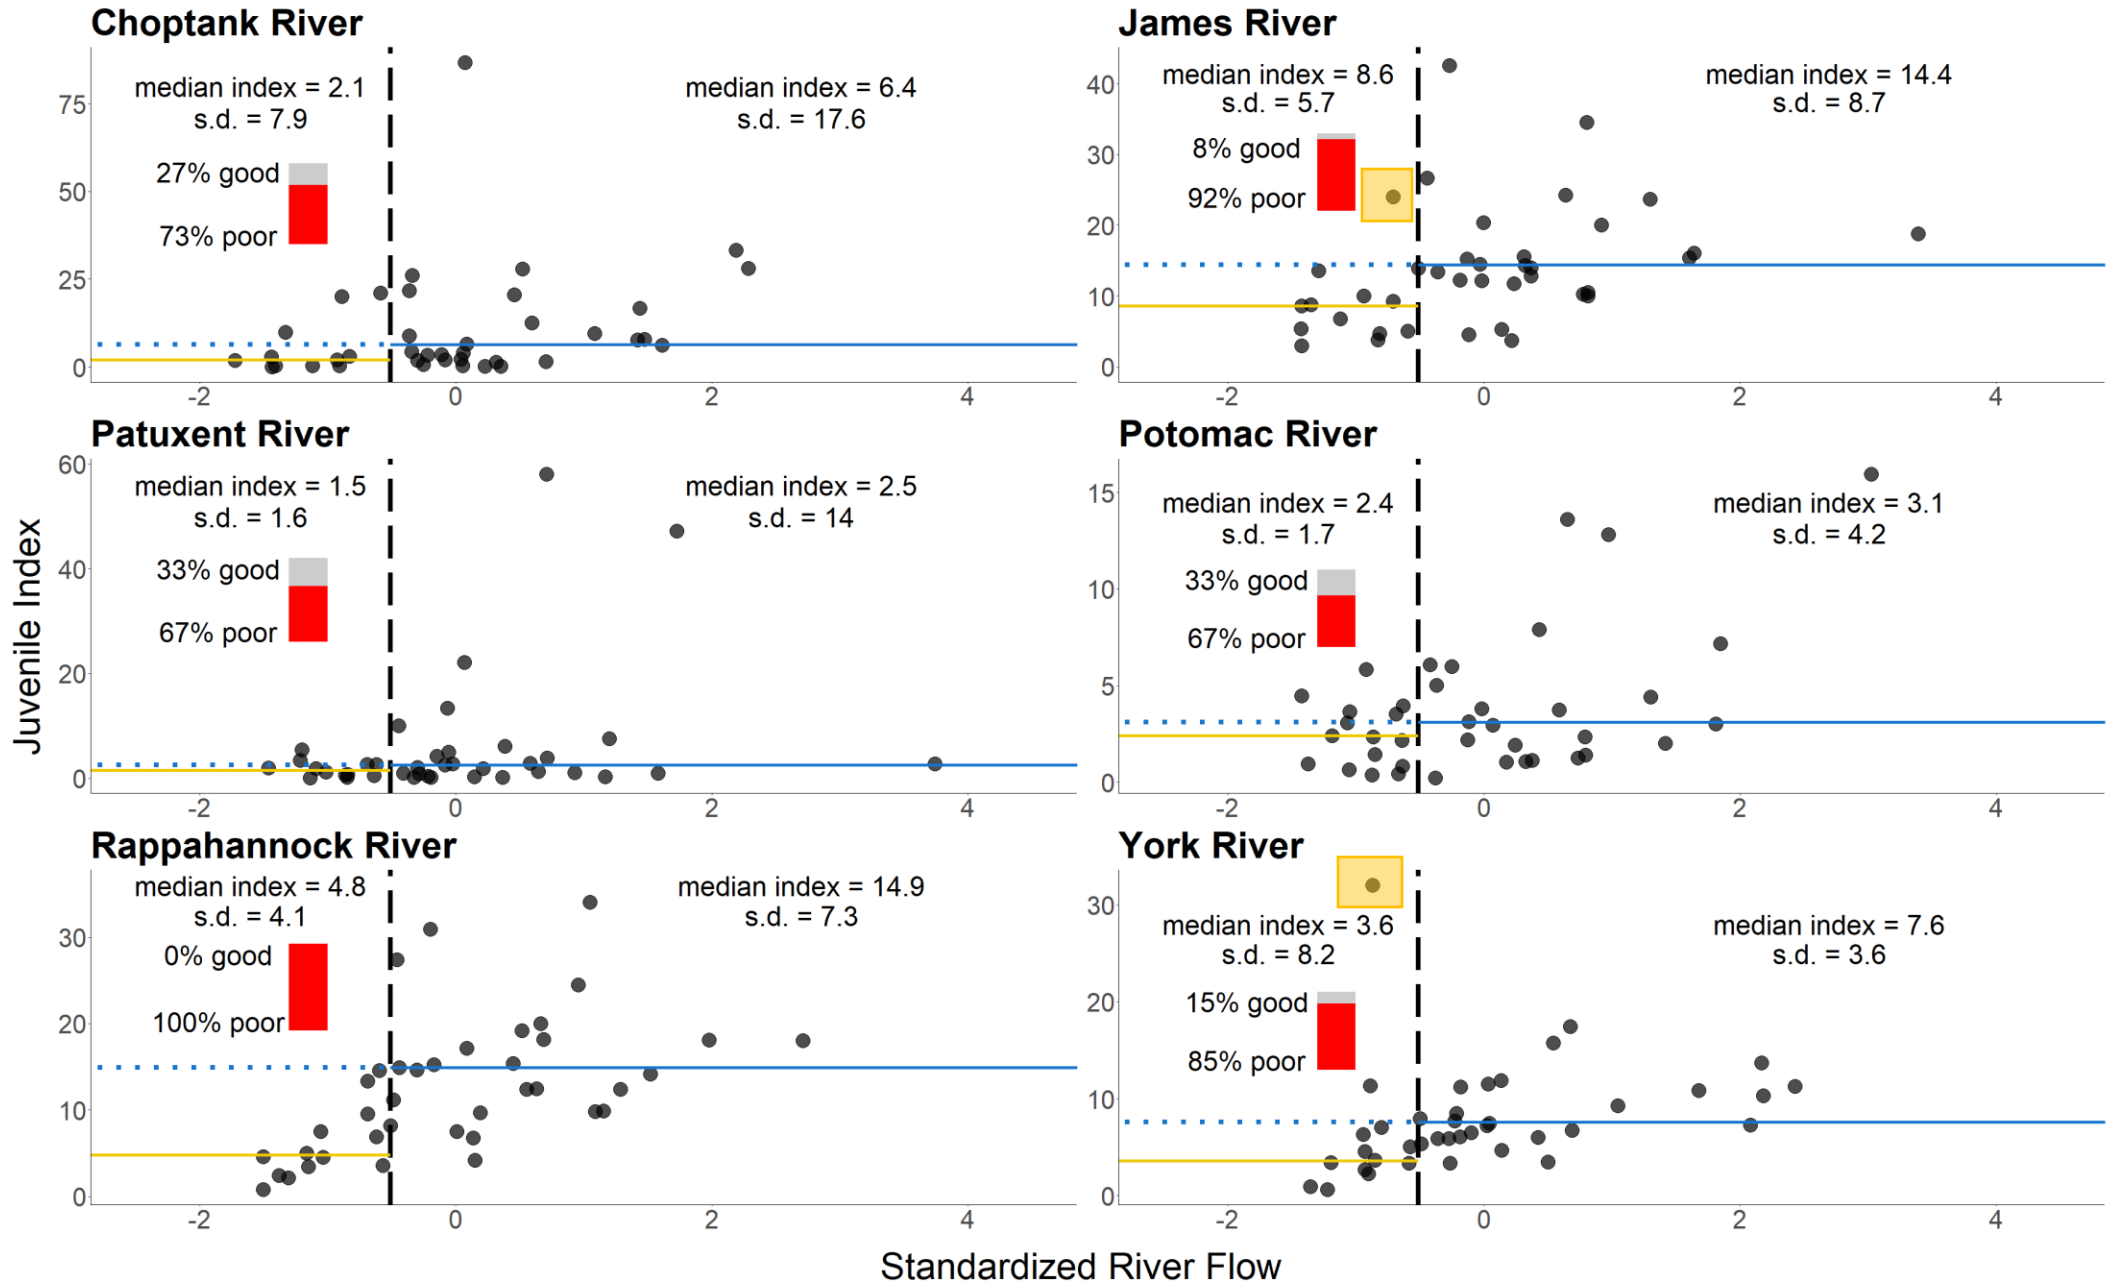 Choptank River
median index = 2.1
s.d. = 7.9
27% good
73% poor
median index = 6.4
s.d. = 17.6
75
50
25
0
-2 0 2 4
James River
median index = 8.6
s.d. = 5.7
8% good
92% poor
median index = 14.4
s.d. = 8.7
40
30
20
10
0
-2 0 2 4
Patuxent River
median index = 1.5
s.d. = 1.6
33% good
67% poor
median index = 2.5
s.d. = 14
60
40
20
0
-2 0 2 4
Potomac River
median index = 2.4
s.d. = 1.7
33% good
67% poor
median index = 3.1
s.d. = 4.2
15
10
5
0
-2 0 2 4
Rappahannock River
median index = 4.8
s.d. = 4.1
0% good
100% poor
median index = 14.9
s.d. = 7.3
30
20
10
0
-2 0 2 4
York River
median index = 3.6
s.d. = 8.2
15% good
85% poor
median index = 7.6
s.d. = 3.6
30
20
10
0
-2 0 2 4
Juvenile Index
Standardized River Flow